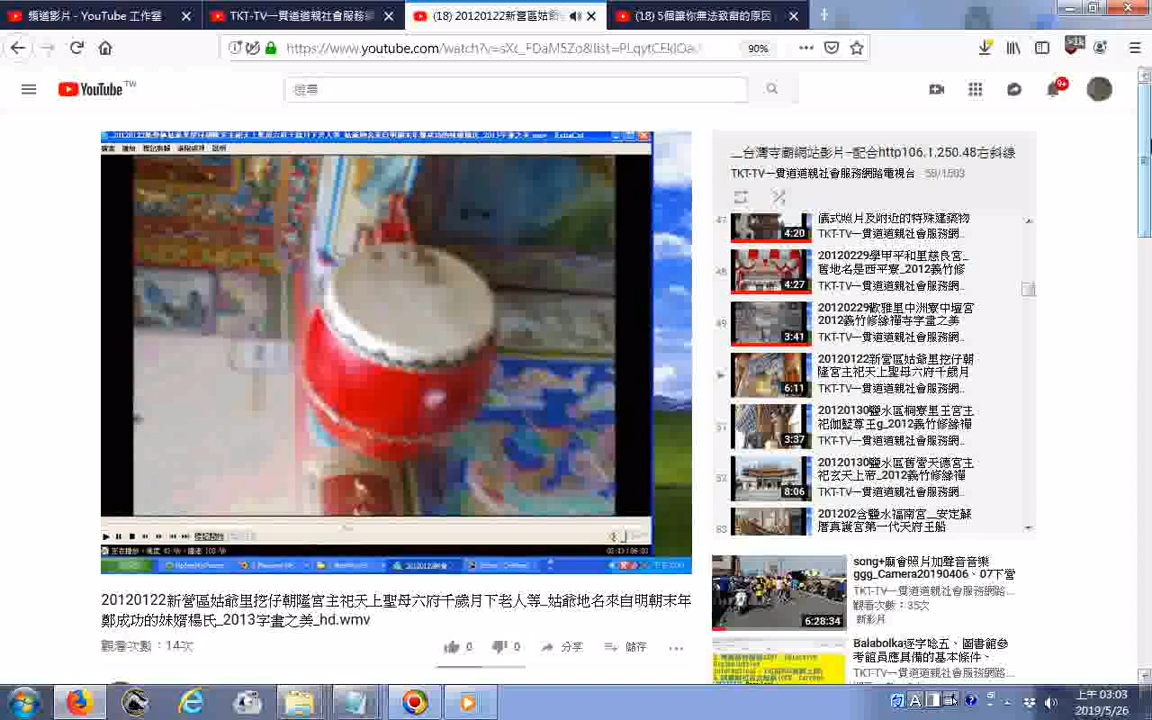 頻道影片 - YouTube 工作室
TKT-TV一貫道道親社會服務
(18) 20120122新營區姑爺
(18) 5個讓你無法致富的原因
https://www.youtube.com/watch?v=sXc_FDaM5Zo&list=PLqytCEklOa
90%
YouTube TW
搜尋
9+
__台灣寺廟網站影片-配合http106.1.250.48右斜線
TKT-TV一貫道道親社會服務網路電視台
儀式照片及附近的特殊建築物
TKT-TV一貫道道親社會服務網..
4:20
48
20120229學甲平和里慈良宮_
舊地名是西平寮_2012義竹修
TKT-TV一貫道道親社會服務網..
4:27
49
20120229歡雅里中洲寮中壇宮
2012義竹修緣禪寺字畫之美
TKT-TV一貫道道親社會服務網..
3:41
20120122新營區姑爺里挖仔朝
隆宮主祀天上聖母六府千歲月
TKT-TV一貫道道親社會服務網..
6:11
51
20120130鹽水區桐寮里王宮主
祀伽藍尊王g_2012義竹修緣禪
TKT-TV一貫道道親社會服務網..
3:37
52
20120130鹽水區舊營天德宮主
祀玄天上帝_2012義竹修緣禪
TKT-TV一貫道道親社會服務網..
8:06
53
201202含鹽水福南宮__安定蘇
厝真護宮第一代天府王船
20120122新營區姑爺里挖仔朝隆宮主祀天上聖母六府千歲月下老人等_姑爺地名來自明朝末年
鄭成功的妹婿楊氏_2013字畫之美_hd.wmv
觀看次數：14次
0
0
分享
儲存
song+廟會照片加聲音音樂
ggg_Camera20190406、07下營
TKT-TV一貫道道親社會服務網..
觀看次數：35次
新影片
6:28:34
Balabolka逐字唸五、圖書館參
考館員應具備的基本條件、
TKT-TV一貫道道親社會服務網..
上午 03:03
2019/5/26